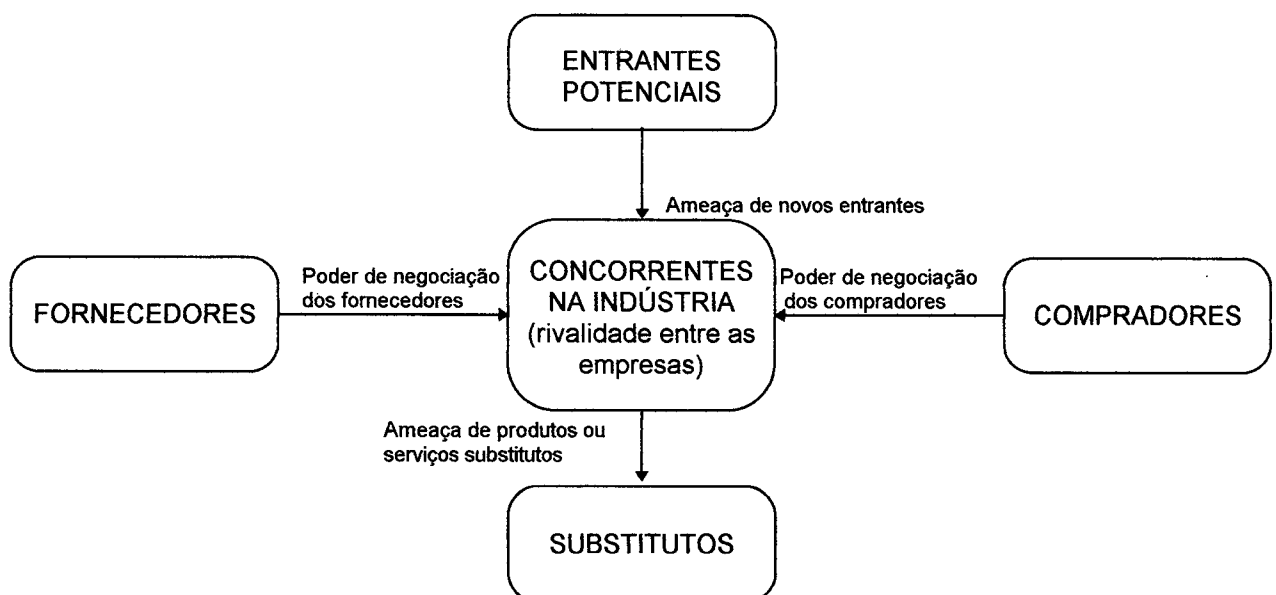 ENTRANTES
POTENCIAIS
Ameaça de novos entrantes
FORNECEDORES
Poder de negociação
dos fornecedores
CONCORRENTES
NA INDÚSTRIA
(rivalidade entre as
empresas)
Poder de negociação
dos compradores
COMPRADORES
Ameaça de produtos ou
serviços substitutos
SUBSTITUTOS